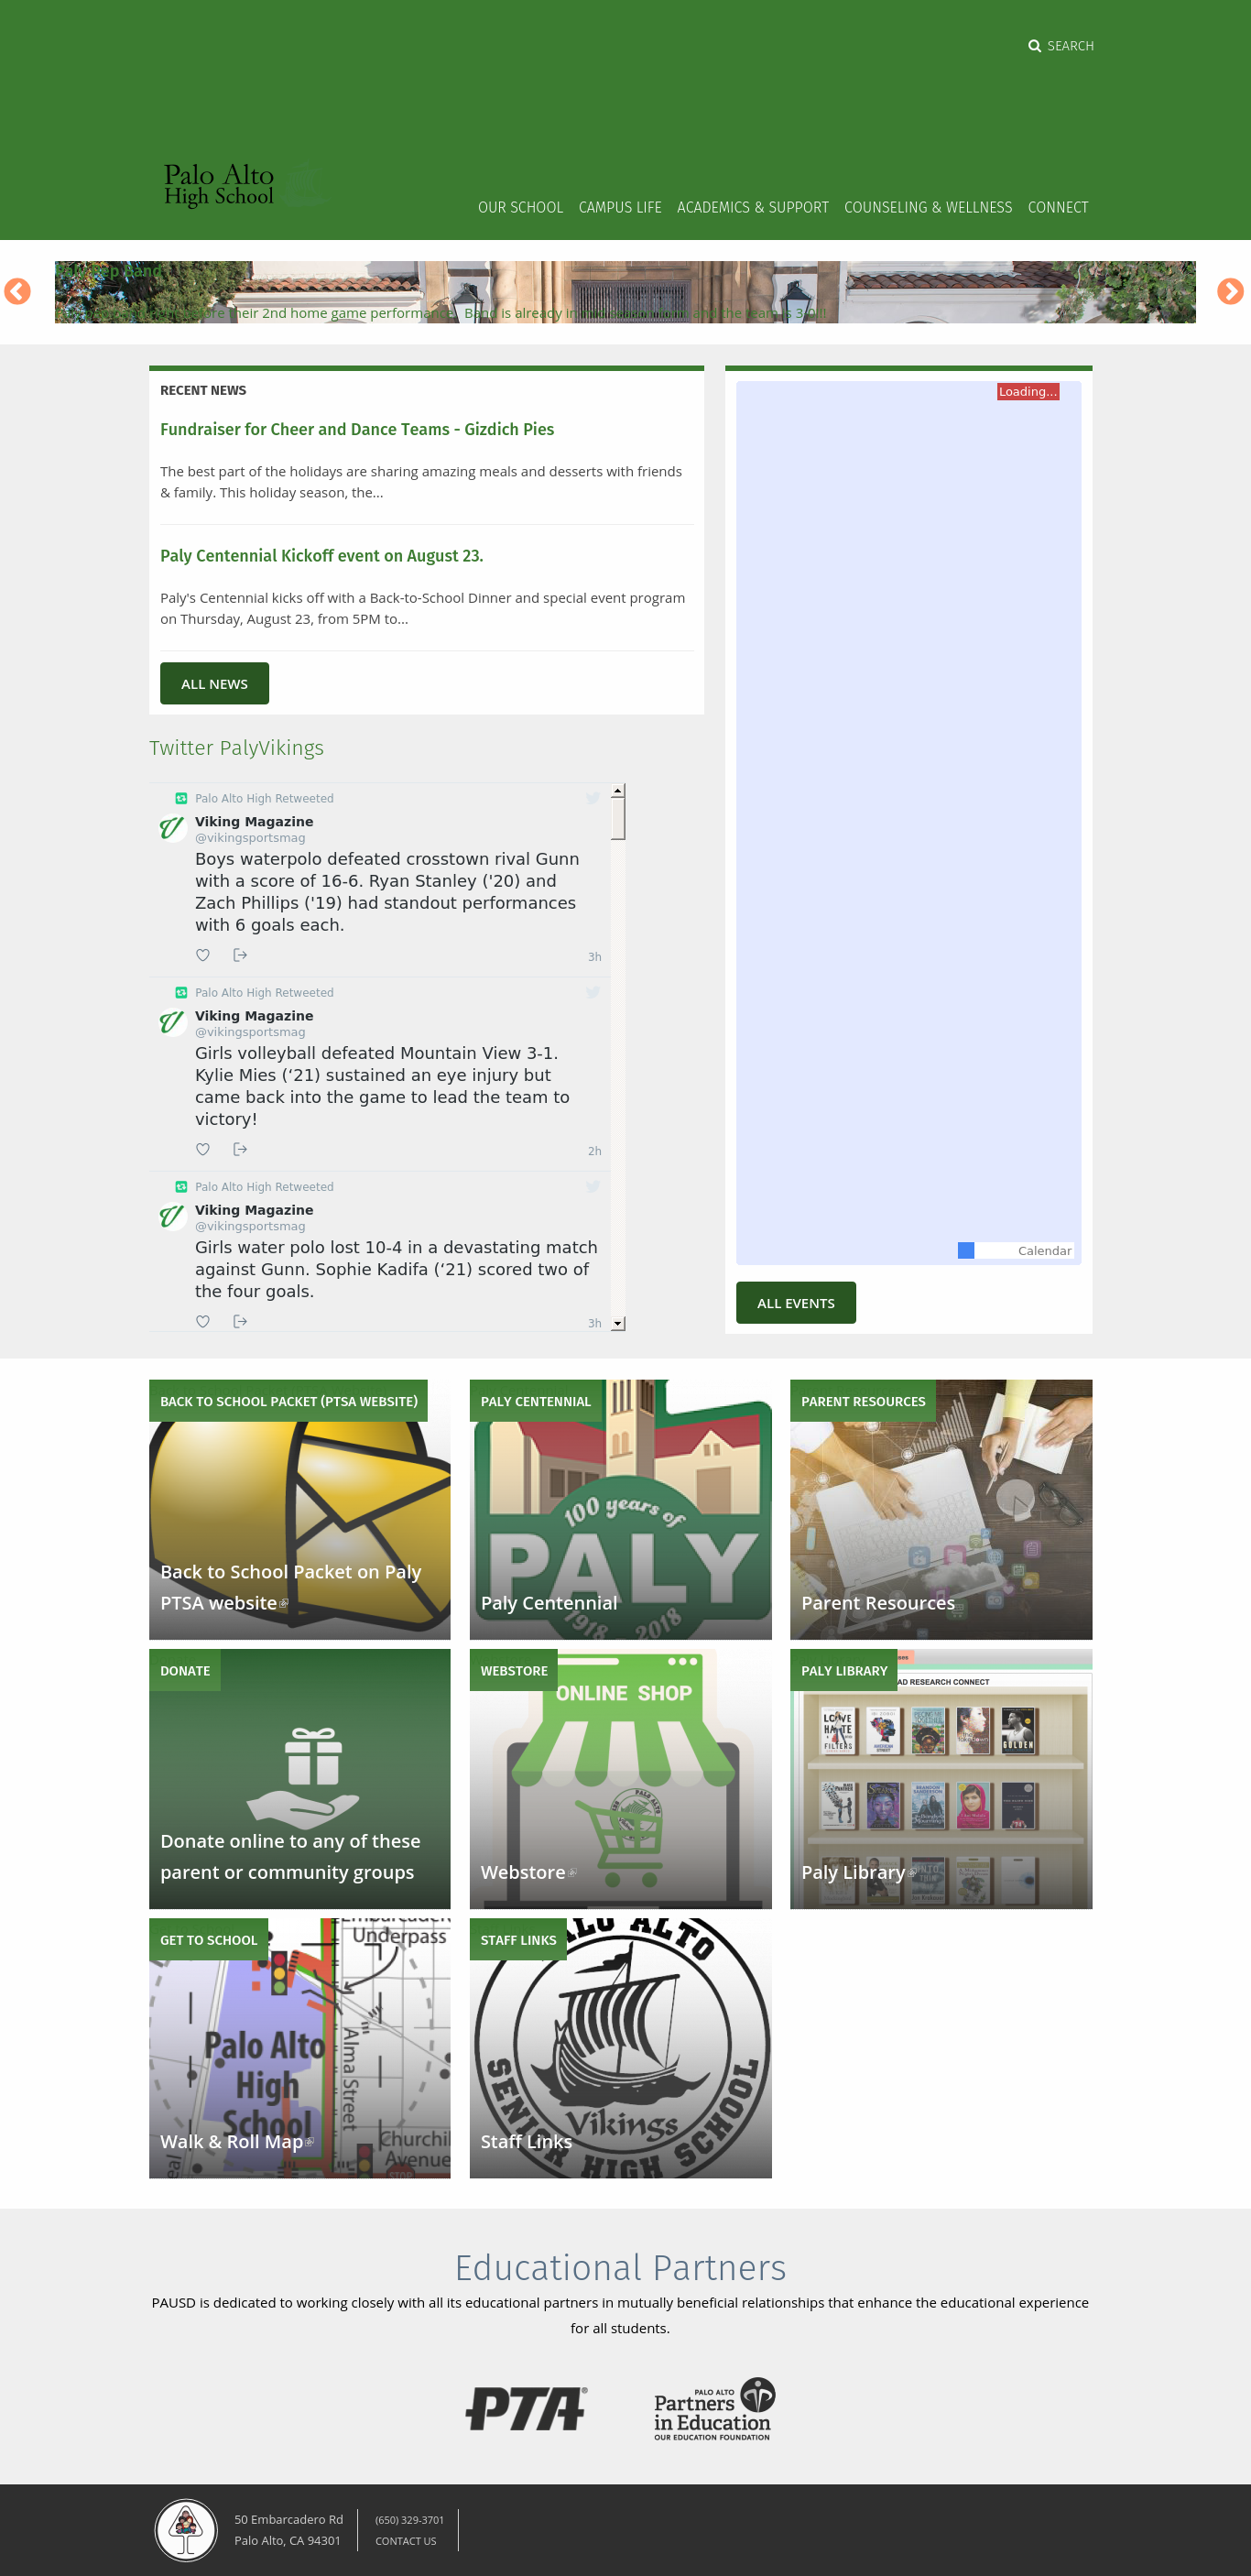 SEARCH
Palo Alto
High School
OUR SCHOOL CAMPUS LIFE ACADEMICS & SUPPORT COUNSELING & WELLNESS CONNECT
Band
their 2nd home game performance. Band is already in
RECENT NEWS
Fundraiser for Cheer and Dance Teams - Gizdich Pies
The best part of the holidays are sharing amazing meals and desserts with friends
& family. This holiday season, the...
Paly Centennial Kickoff event on August 23.
Paly's Centennial kicks off with a Back-to-School Dinner and special event program
on Thursday, August 23, from 5PM to...
ALL NEWS
Twitter PalyVikings
Palo Alto High Retweeted
Viking Magazine
@vikingsportsmag
Boys waterpolo defeated crosstown rival Gunn
with a score of 16-6. Ryan Stanley ('20) and
Zach Phillips ('19) had standout performances
with 6 goals each.
3h
Palo Alto High Retweeted
Viking Magazine
@vikingsportsmag
Girls volleyball defeated Mountain View 3-1.
Kylie Mies (‘21) sustained an eye injury but
came back into the game to lead the team to
victory!
2h
Palo Alto High Retweeted
Viking Magazine
@vikingsportsmag
Girls water polo lost 10-4 in a devastating match
against Gunn. Sophie Kadifa (‘21) scored two of
the four goals.
3h
Loading...
Calendar
ALL EVENTS
BACK TO SCHOOL PACKET (PTSA WEBSITE)
Back to School Packet on Paly
PTSA website
PALY CENTENNIAL
100 years of
PALY
1918 - 2018
Paly Centennial
PARENT RESOURCES
Parent Resources
DONATE
Donate online to any of these
parent or community groups
WEBSTORE
ONLINE SHOP
Webstore
PALY LIBRARY
AD RESEARCH CONNECT
GOLDEN
Paly Library
GET TO SCHOOL
Underpass
Palo Alto
High
School
Alma Street
Avenue
Walk & Roll Map
STAFF LINKS
PALO ALTO
Vikings
SENIOR HIGH SCHOOL
Staff Links
Educational Partners
PAUSD is dedicated to working closely with all its educational partners in mutually beneficial relationships that enhance the educational experience
for all students.
PTA®
PALO ALTO
Partners
in Education
OUR EDUCATION FOUNDATION
50 Embarcadero Rd
Palo Alto, CA 94301
(650) 329-3701
CONTACT US